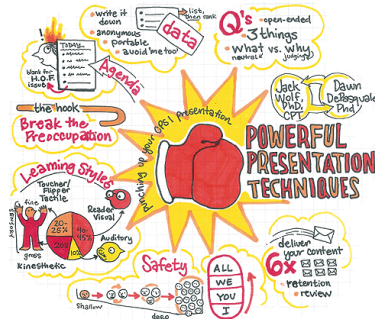 TODAY...
blank for
H.O.F.
issue
Agenda
write it
down
anonymous
portable
avoid "me too"
list,
then rank
data
Q's
open-ended
3 things
what vs. why
neutral
judging
Jack
Wolf,
PhD,
CPT
Dawn
DePasquale
PhD
the hook
Break the
Preoccupation
punching up your
presentation
POWERFUL
PRESENTATION
TECHNIQUES
Learning Styles
Toucher/
Flipper
Tactile
Reader
Visual
fine
20-
25%
40-
45%
10%
Auditory
gross
Kinesthetic
deliver
your content
6x
retention
review
Safety
shallow
deep
ALL
WE
YOU
I